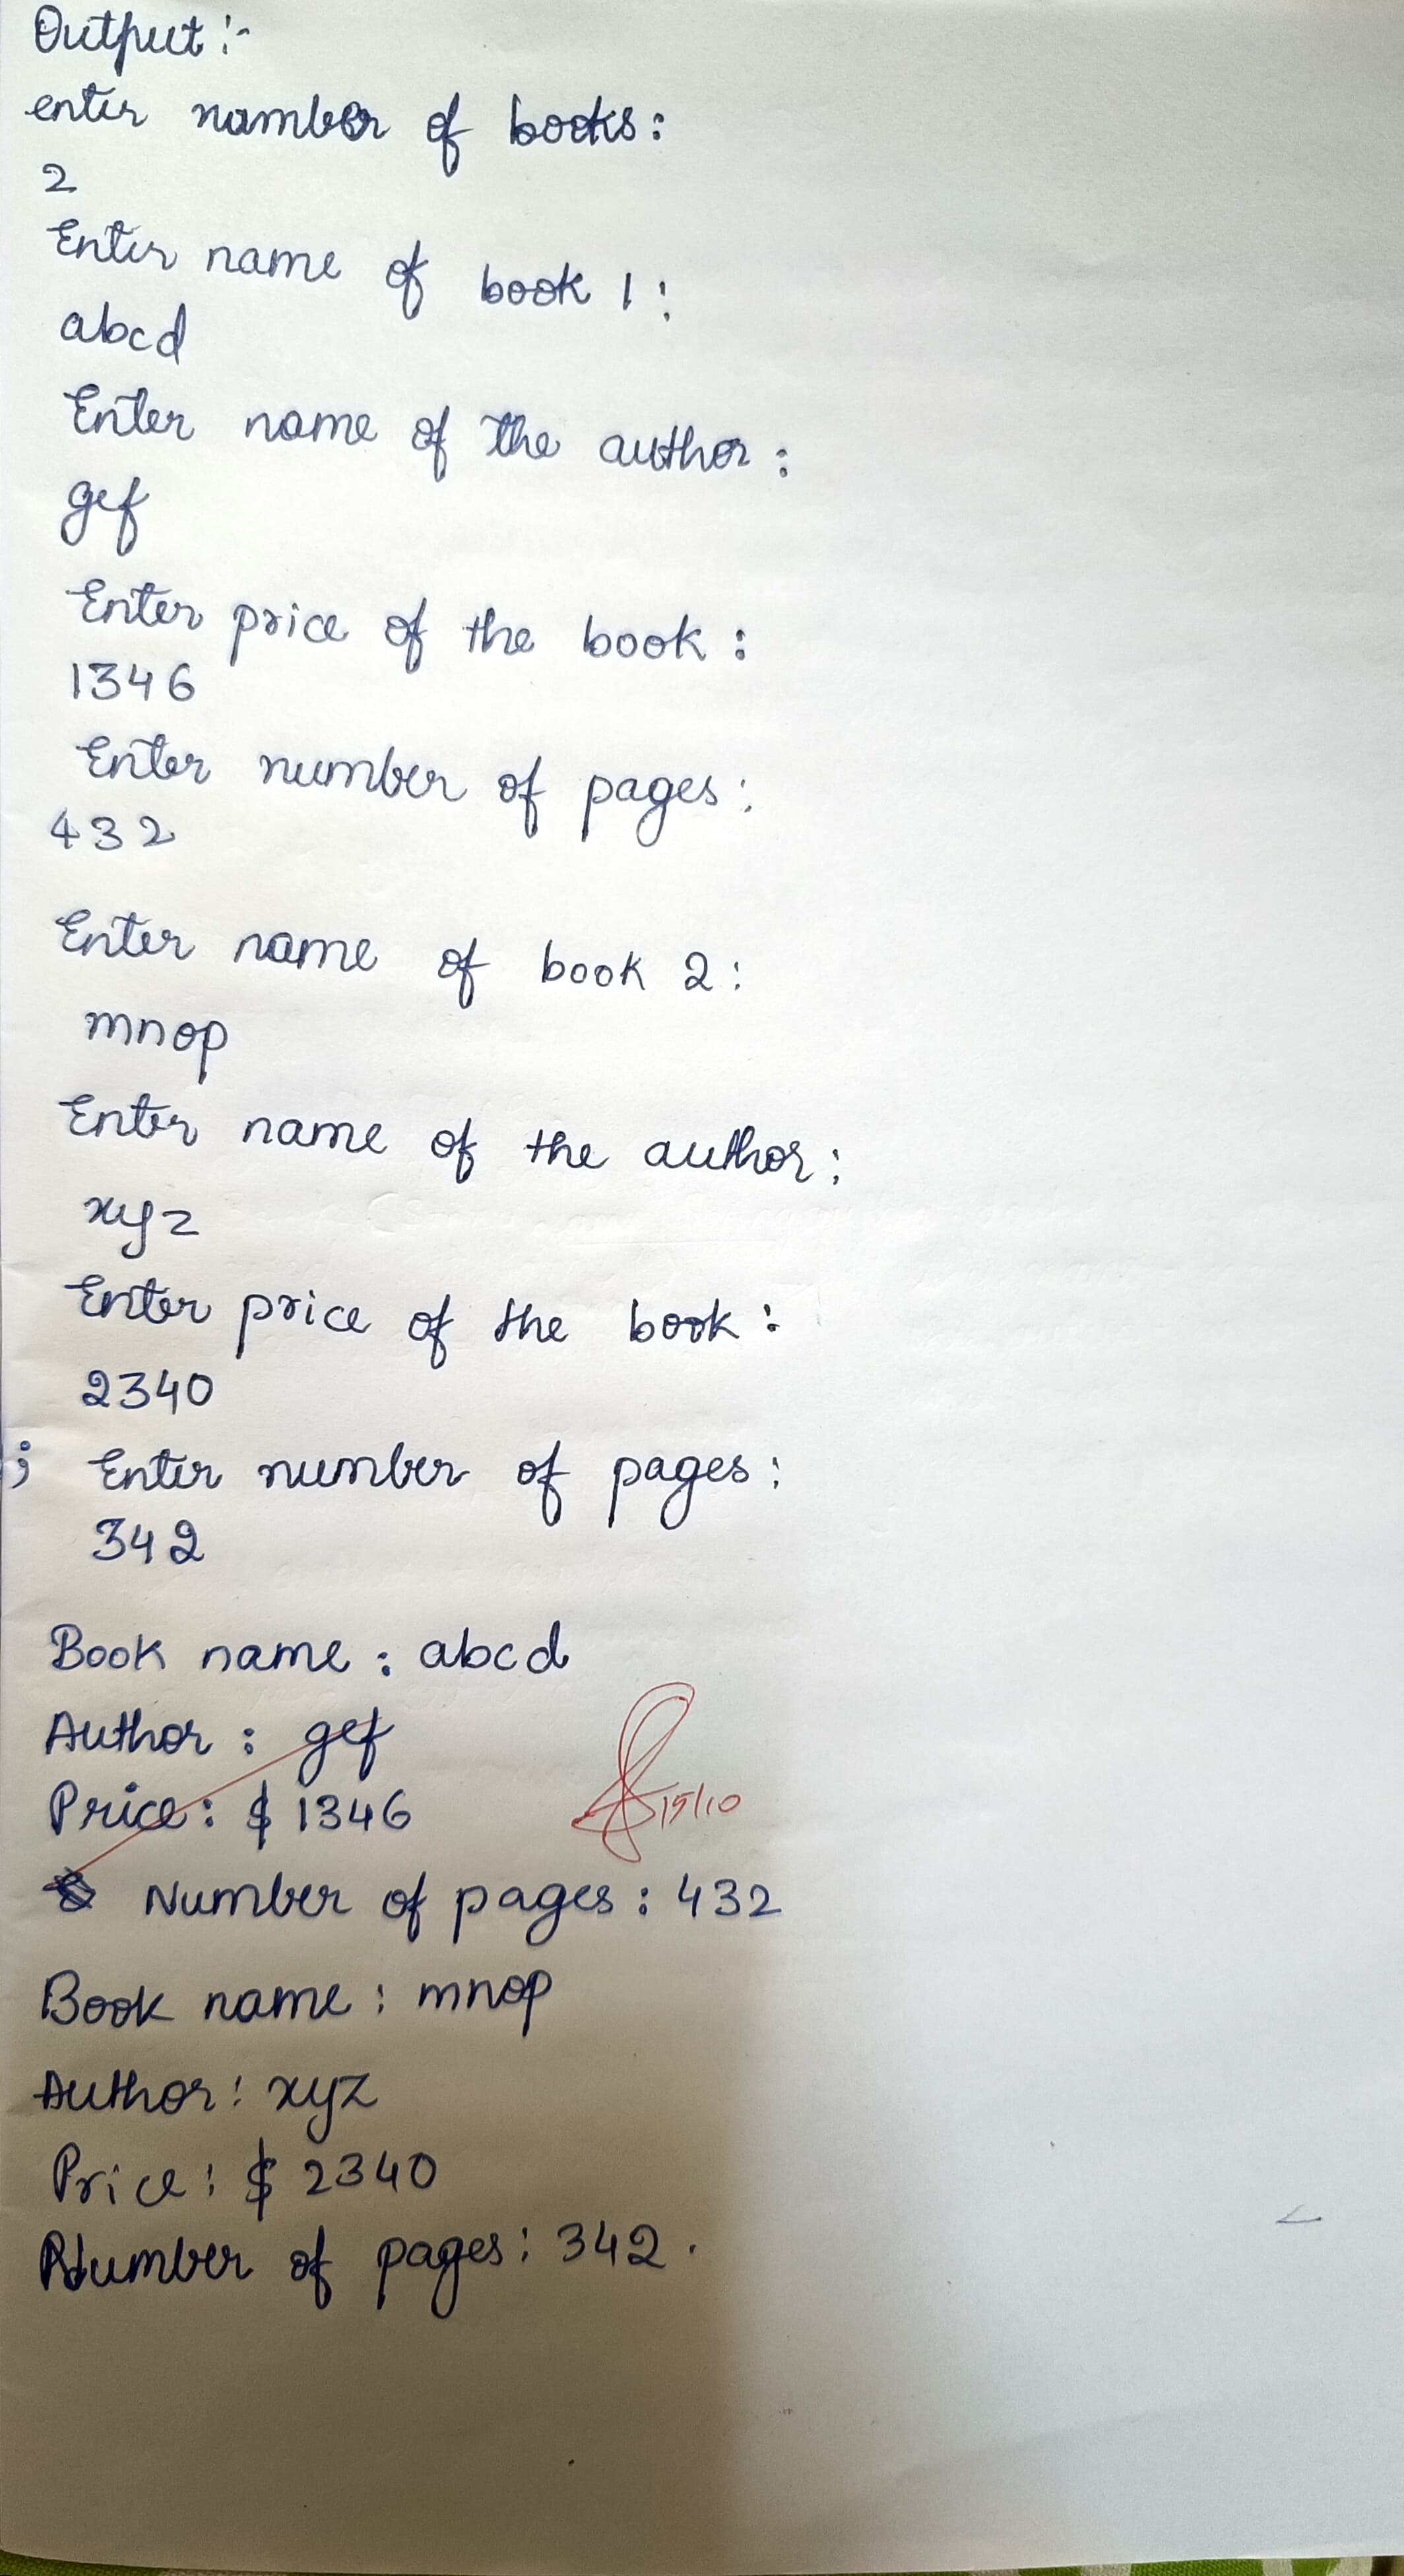 Output :-
enter number of books:
2
Enter name of book 1 :
abcd
Enter name of the author :
gef
Enter price of the book :
1346
Enter number of pages :
432
Enter name of book 2 :
mnop
Enter name of the author :
xyz
Enter price of the book :
2340
; Enter number of pages :
342
Book name : abcd
Author : gef
Price : $ 1346
15/10
Number of pages : 432
Book name : mnop
Author : xyz
Price : $ 2340
Number of pages : 342 .